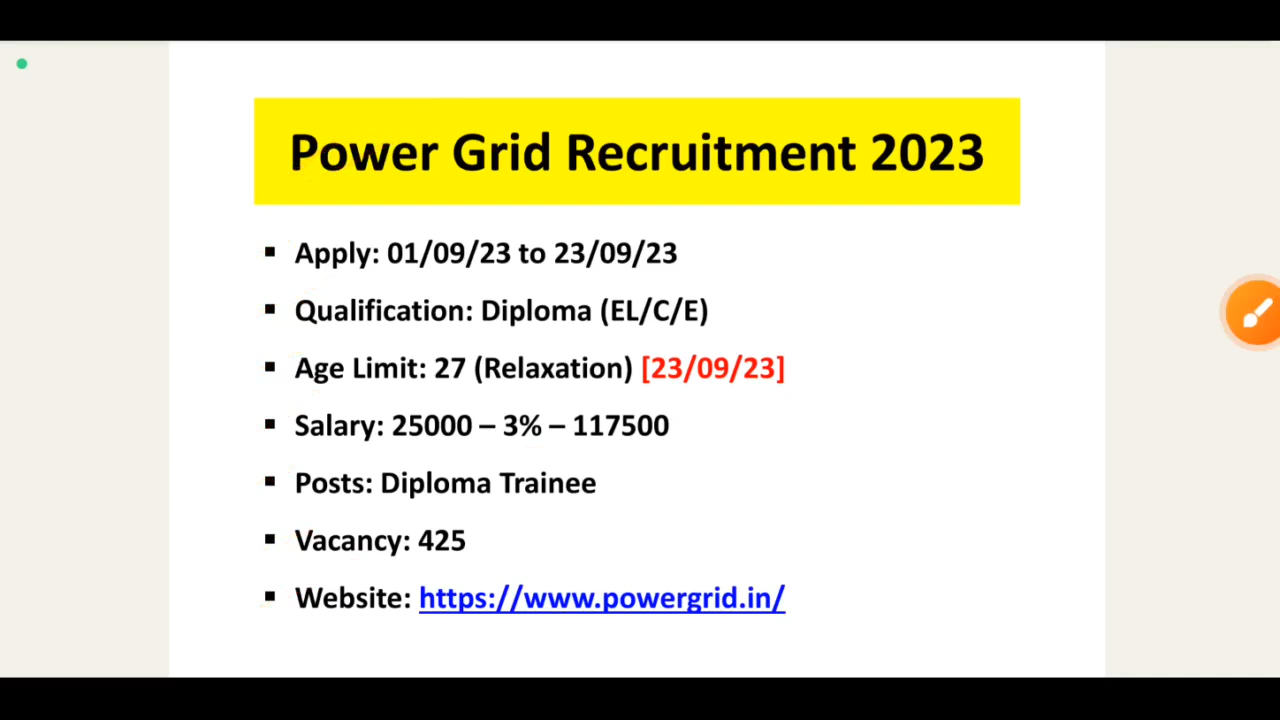 Power Grid Recruitment 2023
▪ Apply: 01/09/23 to 23/09/23
▪ Qualification: Diploma (EL/C/E)
▪ Age Limit: 27 (Relaxation) [23/09/23]
▪ Salary: 25000 – 3% – 117500
▪ Posts: Diploma Trainee
▪ Vacancy: 425
▪ Website: https://www.powergrid.in/